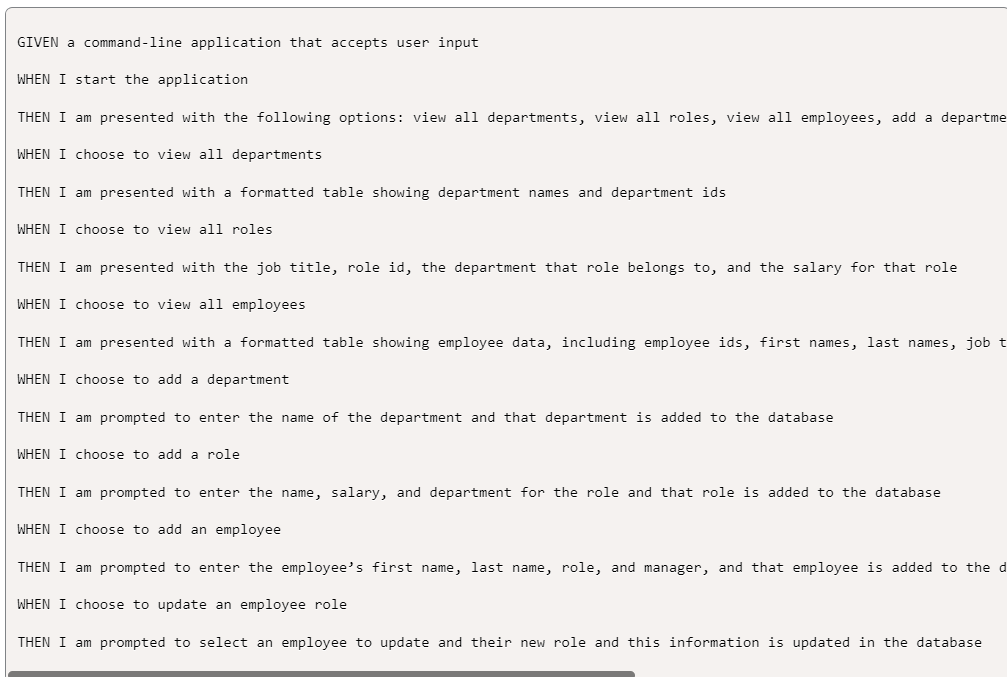 GIVEN a command-line application that accepts user input
WHEN I start the application
THEN I am presented with the following options: view all departments, view all roles, view all employees, add a departme
WHEN I choose to view all departments
THEN I am presented with a formatted table showing department names and department ids
WHEN I choose to view all roles
THEN I am presented with the job title, role id, the department that role belongs to, and the salary for that role
WHEN I choose to view all employees
THEN I am presented with a formatted table showing employee data, including employee ids, first names, last names, job t
WHEN I choose to add a department
THEN I am prompted to enter the name of the department and that department is added to the database
WHEN I choose to add a role
THEN I am prompted to enter the name, salary, and department for the role and that role is added to the database
WHEN I choose to add an employee
THEN I am prompted to enter the employee’s first name, last name, role, and manager, and that employee is added to the d
WHEN I choose to update an employee role
THEN I am prompted to select an employee to update and their new role and this information is updated in the database